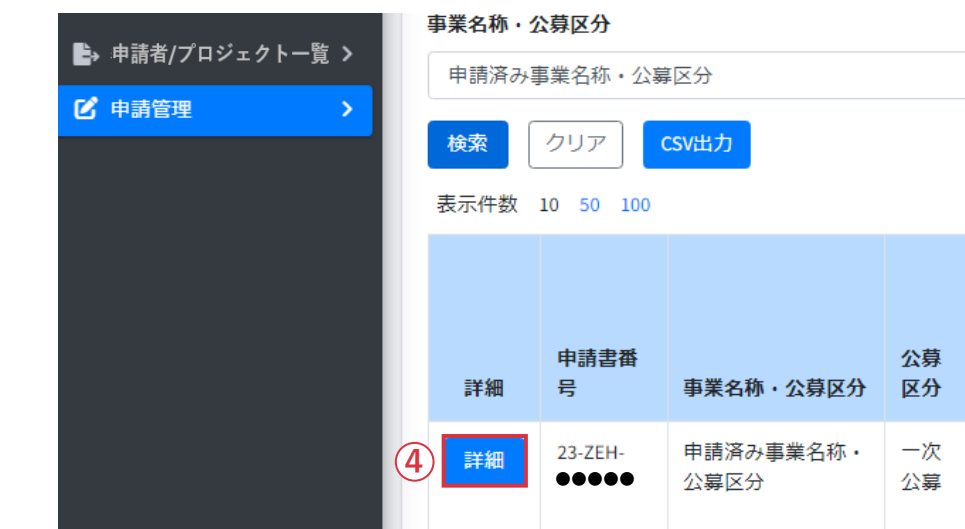 事業名称・公募区分
申請者/プロジェクト一覧
申請済み事業名称・公募区分
申請管理
検索 クリア CSV出力
表示件数 10 50 100
詳細
申請書番
号
事業名称・公募区分
公募
区分
④
詳細
23-ZEH-
●●●●●
申請済み事業名称・
公募区分
一次
公募